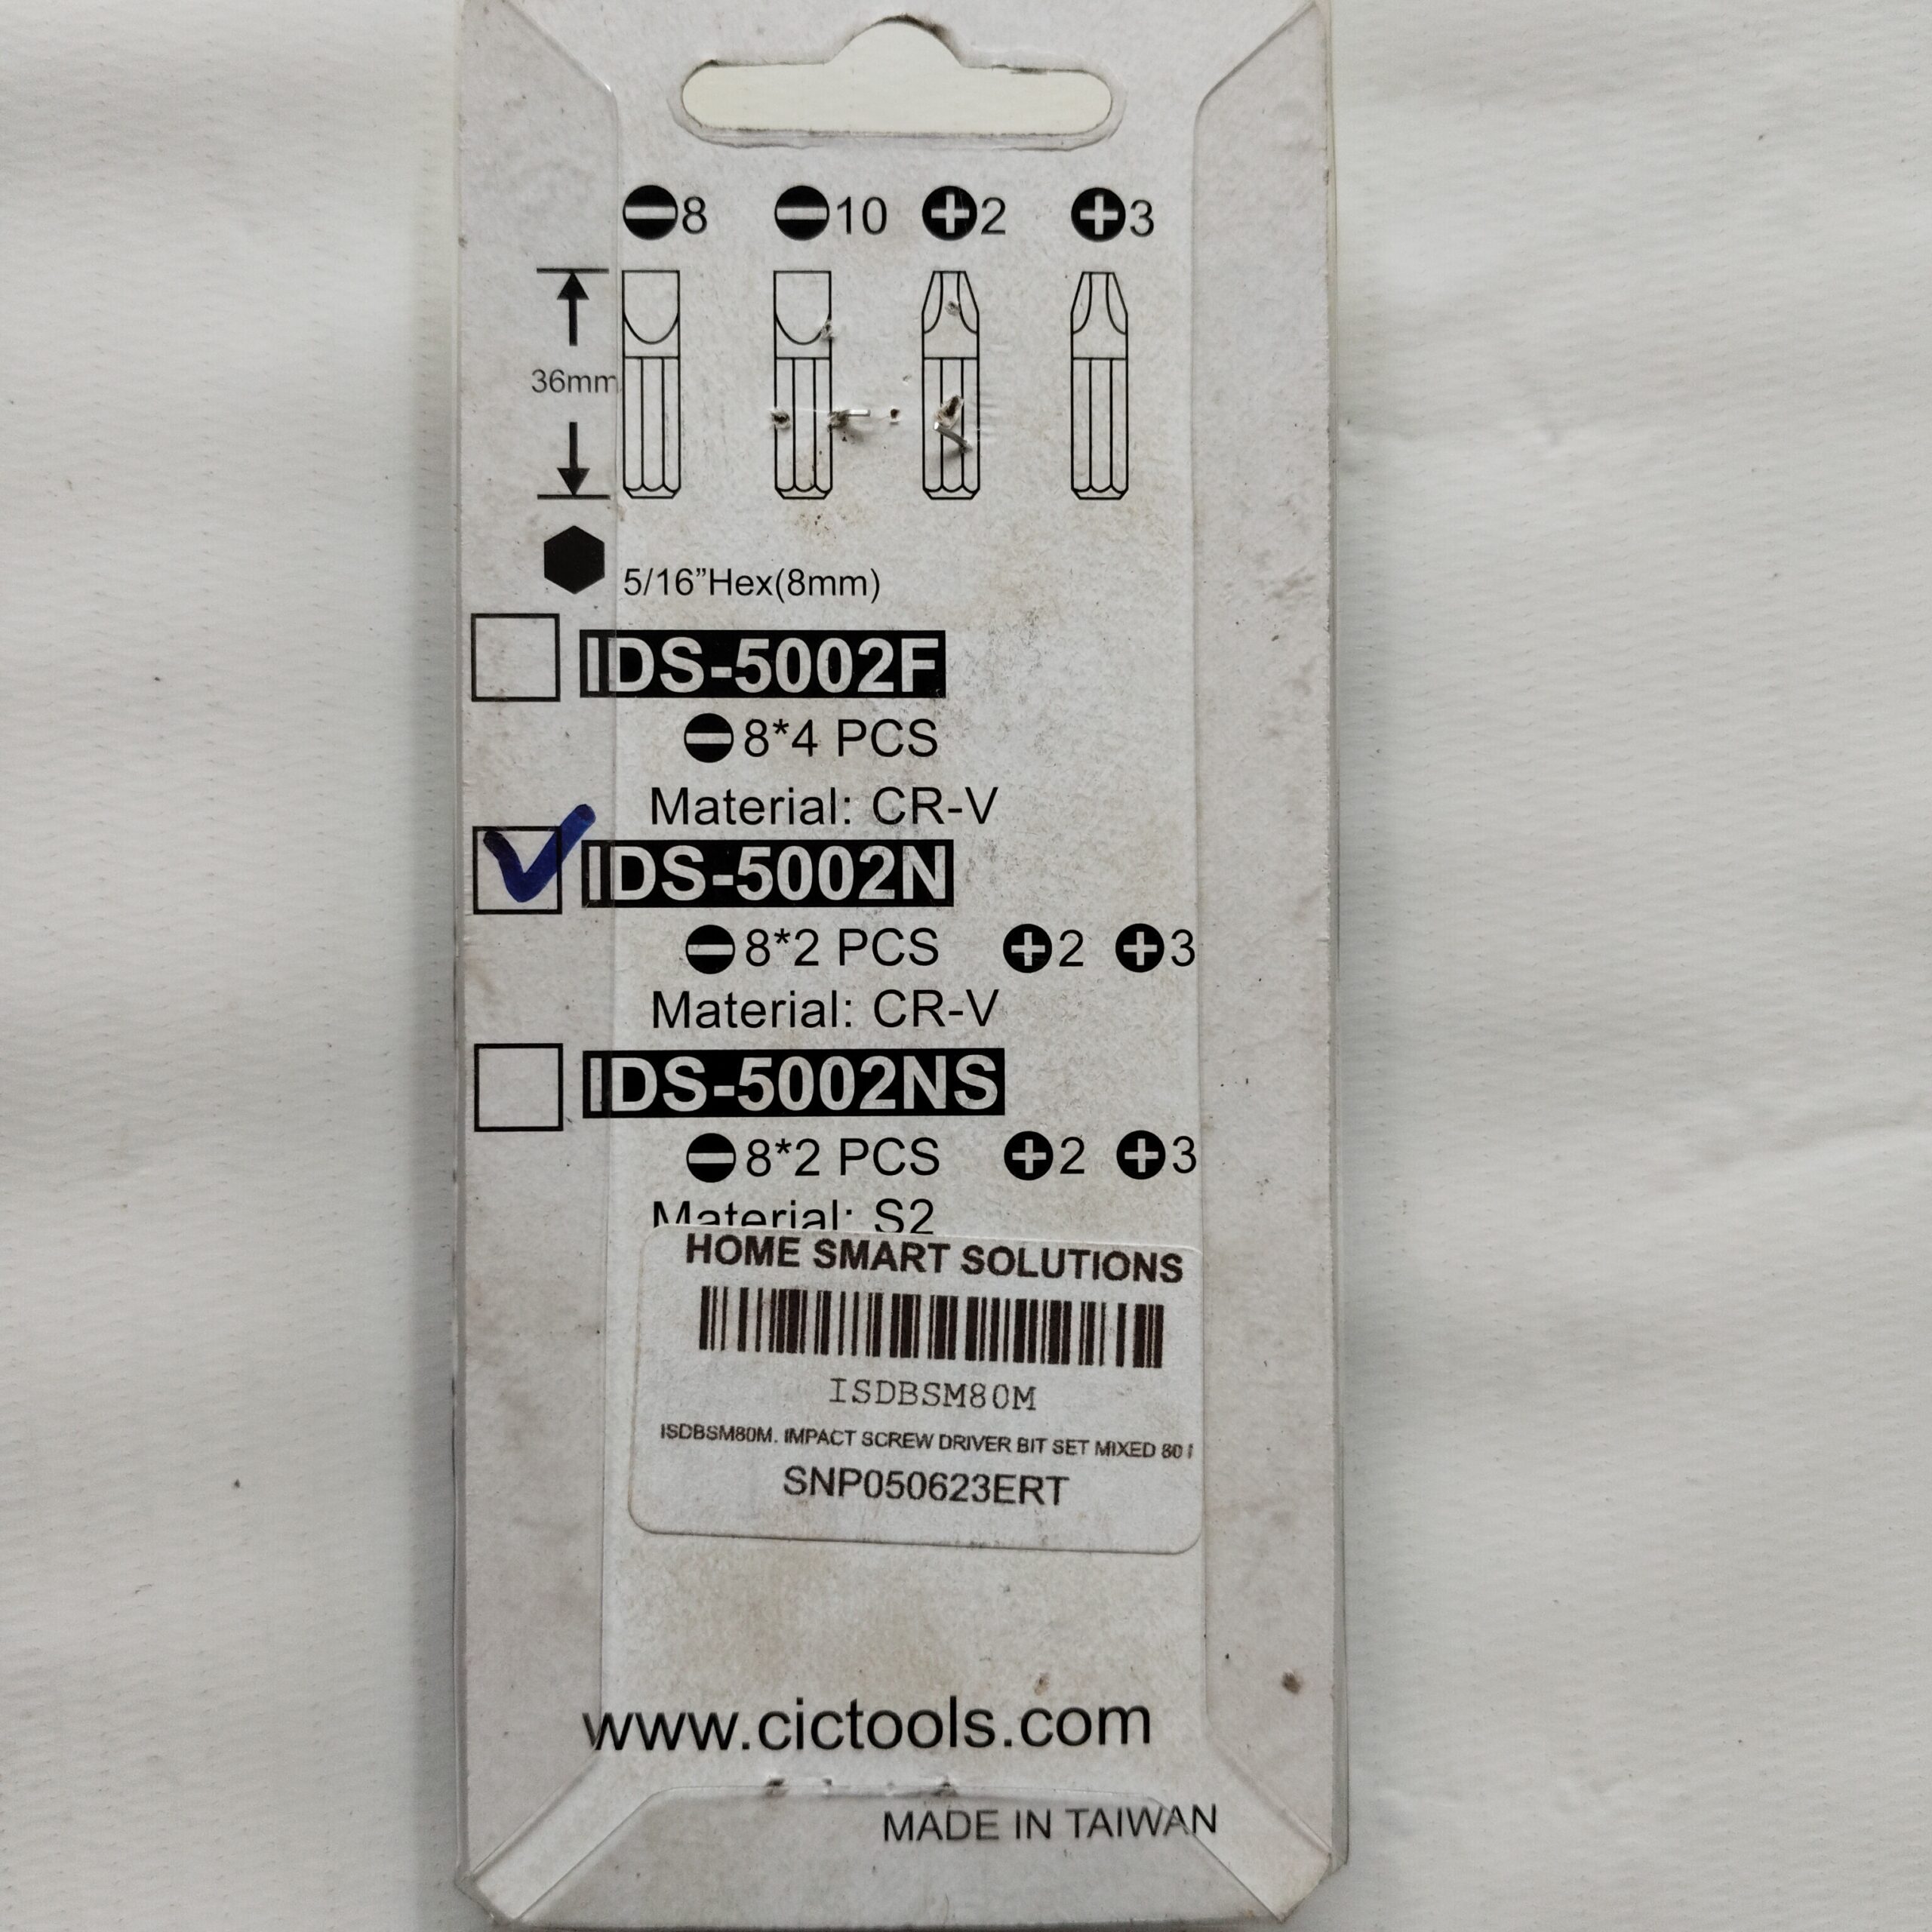 8 10 2 3
36mm
5/16”Hex(8mm)
IDS-5002F
8*4 PCS
Material: CR-V
IDS-5002N
8*2 PCS 2 3
Material: CR-V
IDS-5002NS
8*2 PCS 2 3
Material: S2
HOME SMART SOLUTIONS
ISDBSM80M
ISDBSM80M. IMPACT SCREW DRIVER BIT SET MIXED 80
SNP050623ERT
www.cictools.com
MADE IN TAIWAN